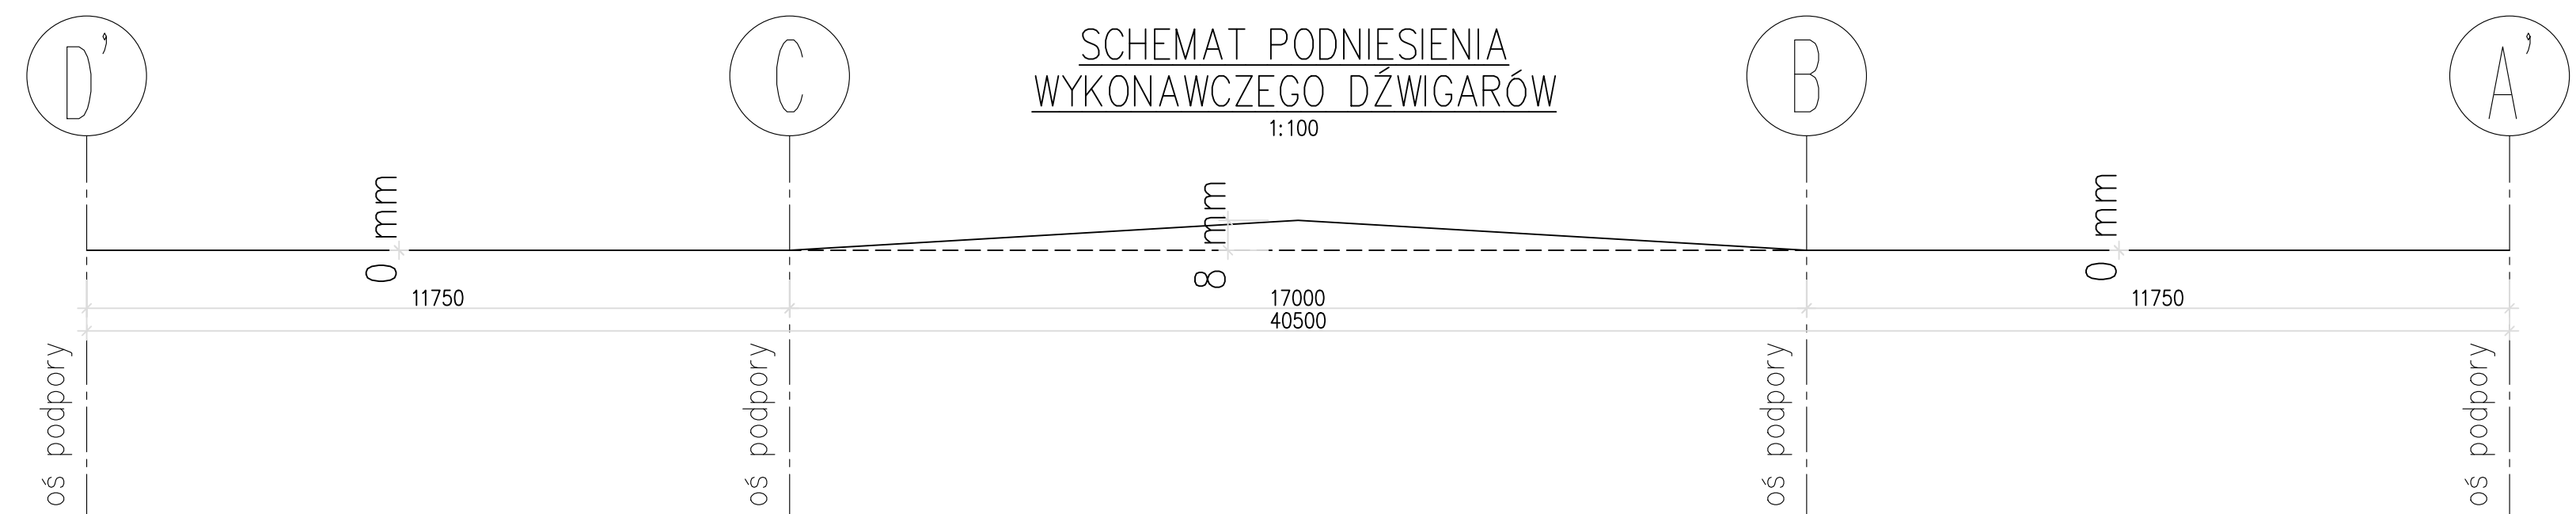 D'
C
SCHEMAT PODNIESIENIA
WYKONAWCZEGO DŹWIGARÓW
1:100
B
A'
0 mm
8 mm
0 mm
11750
17000
11750
40500
oś podpory
oś podpory
oś podpory
oś podpory